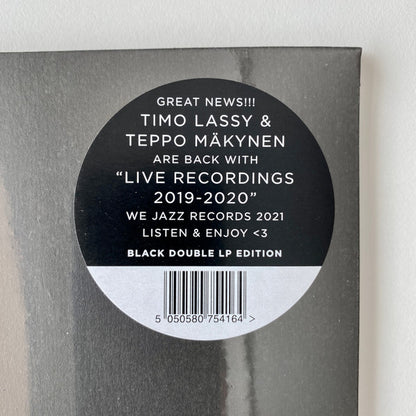 GREAT NEWS!!!
TIMO LASSY &
TEPPO MÄKYNEN
ARE BACK WITH
“LIVE RECORDINGS
2019-2020”
WE JAZZ RECORDS 2021
LISTEN & ENJOY <3
BLACK DOUBLE LP EDITION
5 050580 754164 >